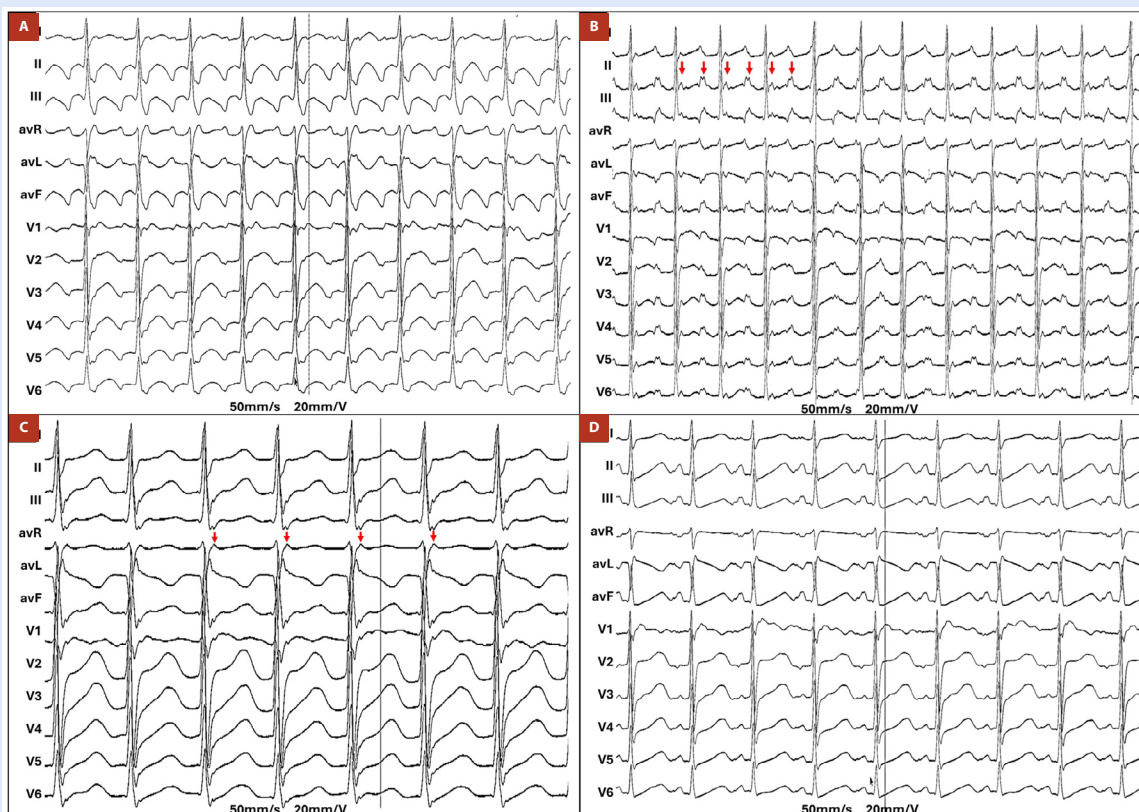 A
I
II
III
avR
avL
avF
V1
V2
V3
V4
V5
V6
50mm/s 20mm/V
B
I
II
III
avR
avL
avF
V1
V2
V3
V4
V5
V6
50mm/s 20mm/V
C
I
II
III
avR
avL
avF
V1
V2
V3
V4
V5
V6
50mm/s 20mm/V
D
I
II
III
avR
avL
avF
V1
V2
V3
V4
V5
V6
50mm/s 20mm/V